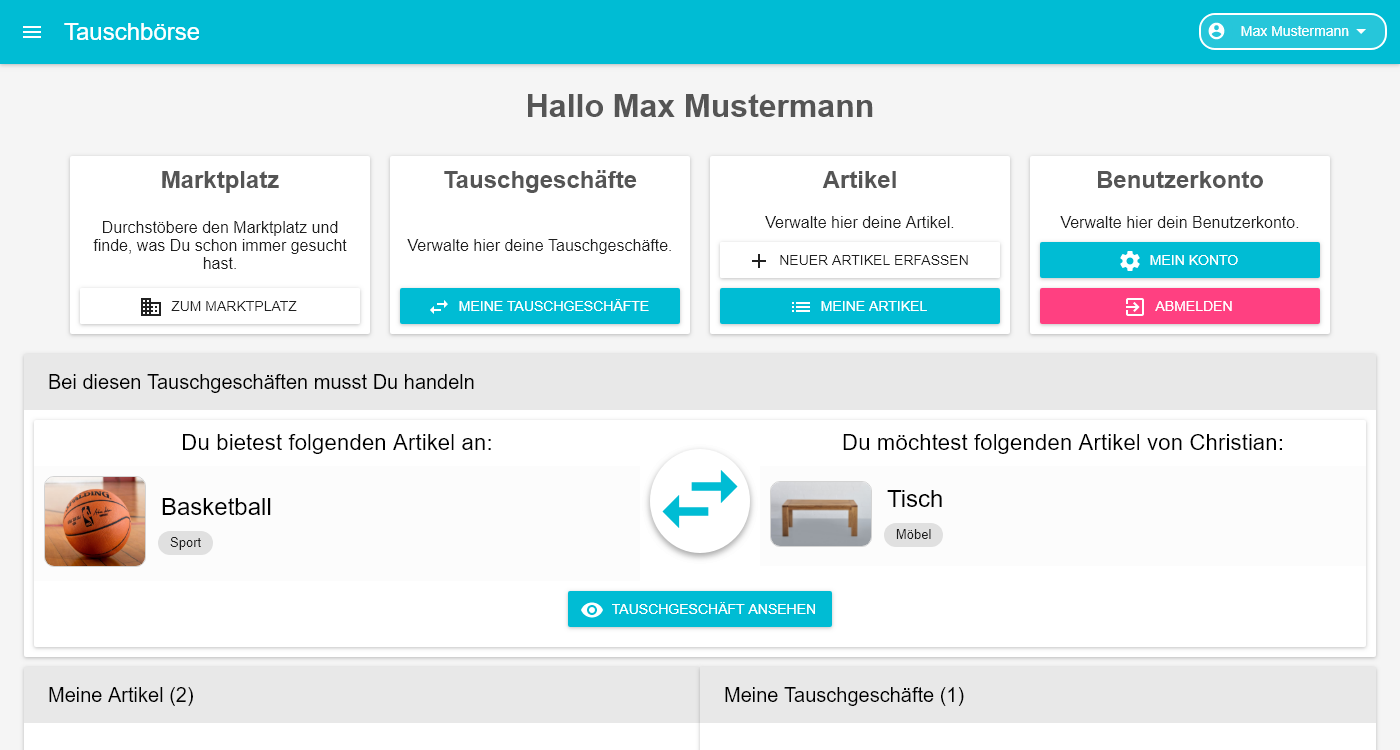 Tauschbörse
Max Mustermann
Hallo Max Mustermann
Marktplatz
Durchstöbere den Marktplatz und
finde, was Du schon immer gesucht
hast.
ZUM MARKTPLATZ
Tauschgeschäfte
Verwalte hier deine Tauschgeschäfte.
MEINE TAUSCHGESCHÄFTE
Artikel
Verwalte hier deine Artikel.
NEUER ARTIKEL ERFASSEN
MEINE ARTIKEL
Benutzerkonto
Verwalte hier dein Benutzerkonto.
MEIN KONTO
ABMELDEN
Bei diesen Tauschgeschäften musst Du handeln
Du bietest folgenden Artikel an:
SPALDING
Basketball
Sport
Du möchtest folgenden Artikel von Christian:
Tisch
Möbel
TAUSCHGESCHÄFT ANSEHEN
Meine Artikel (2)
Meine Tauschgeschäfte (1)